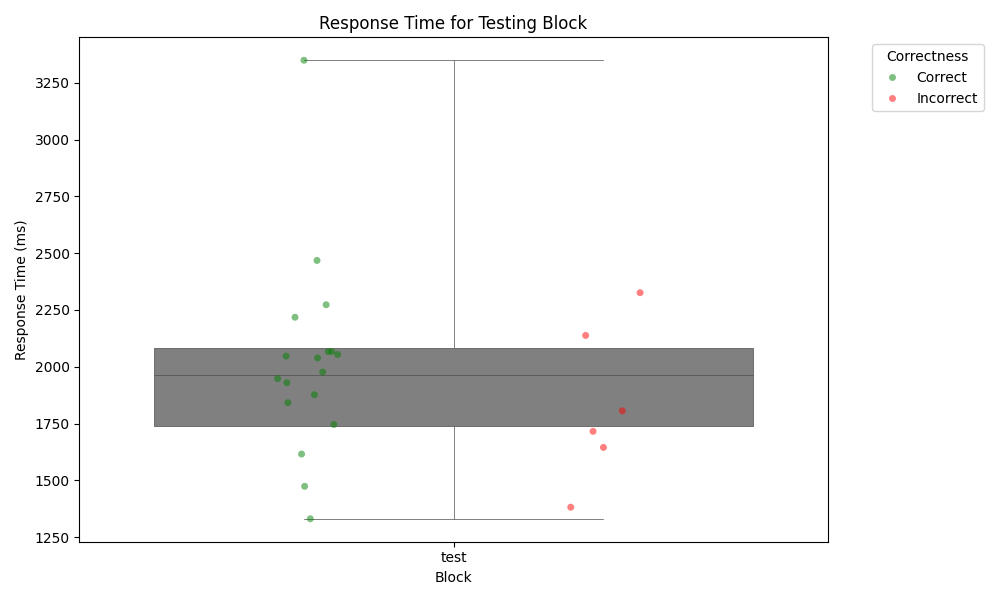 Response Time for Testing Block
Correctness
Correct
Incorrect
Response Time (ms)
3250
3000
2750
2500
2250
2000
1750
1500
1250
test
Block